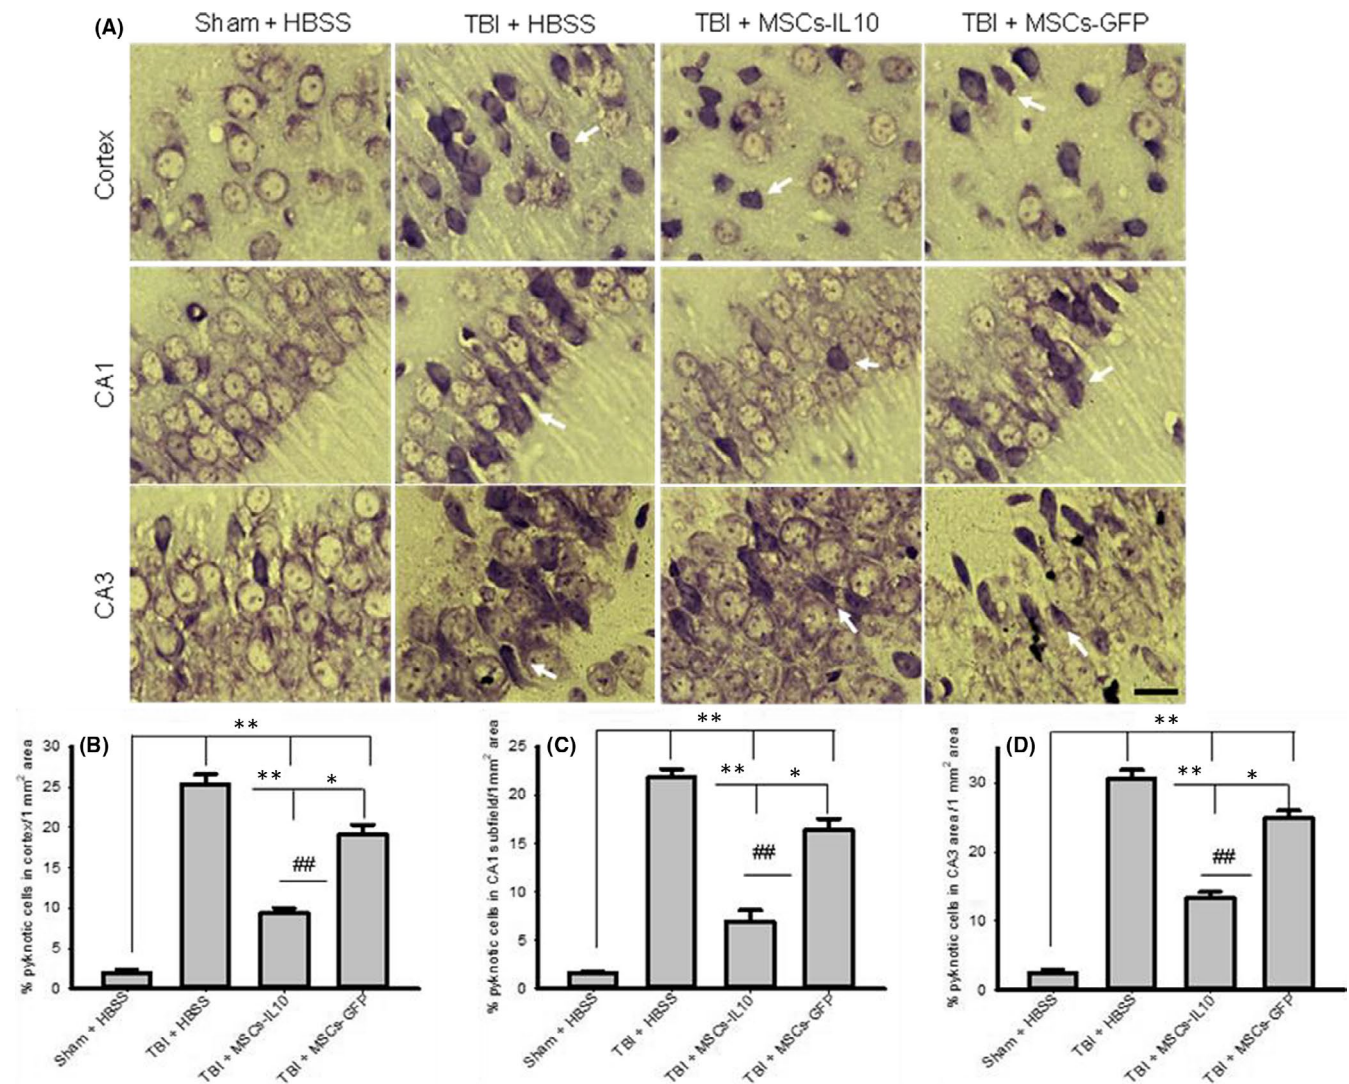 (A)
Sham + HBSS
TBI + HBSS
TBI + MSCs-IL10
TBI + MSCs-GFP
Cortex
CA1
CA3
(B)
% pyknotic cells in cortex/1 mm² area
30
25
20
15
10
5
0
**
**
*
##
Sham + HBSS
TBI + HBSS
TBI + MSCs-IL10
TBI + MSCs-GFP
(C)
% pyknotic cells in CA1 subfield/1mm² area
25
20
15
10
5
0
**
**
*
##
Sham + HBSS
TBI + HBSS
TBI + MSCs-IL10
TBI + MSCs-GFP
(D)
% pyknotic cells in CA3 area /1 mm² area
30
20
10
0
**
**
*
##
Sham + HBSS
TBI + HBSS
TBI + MSCs-IL10
TBI + MSCs-GFP